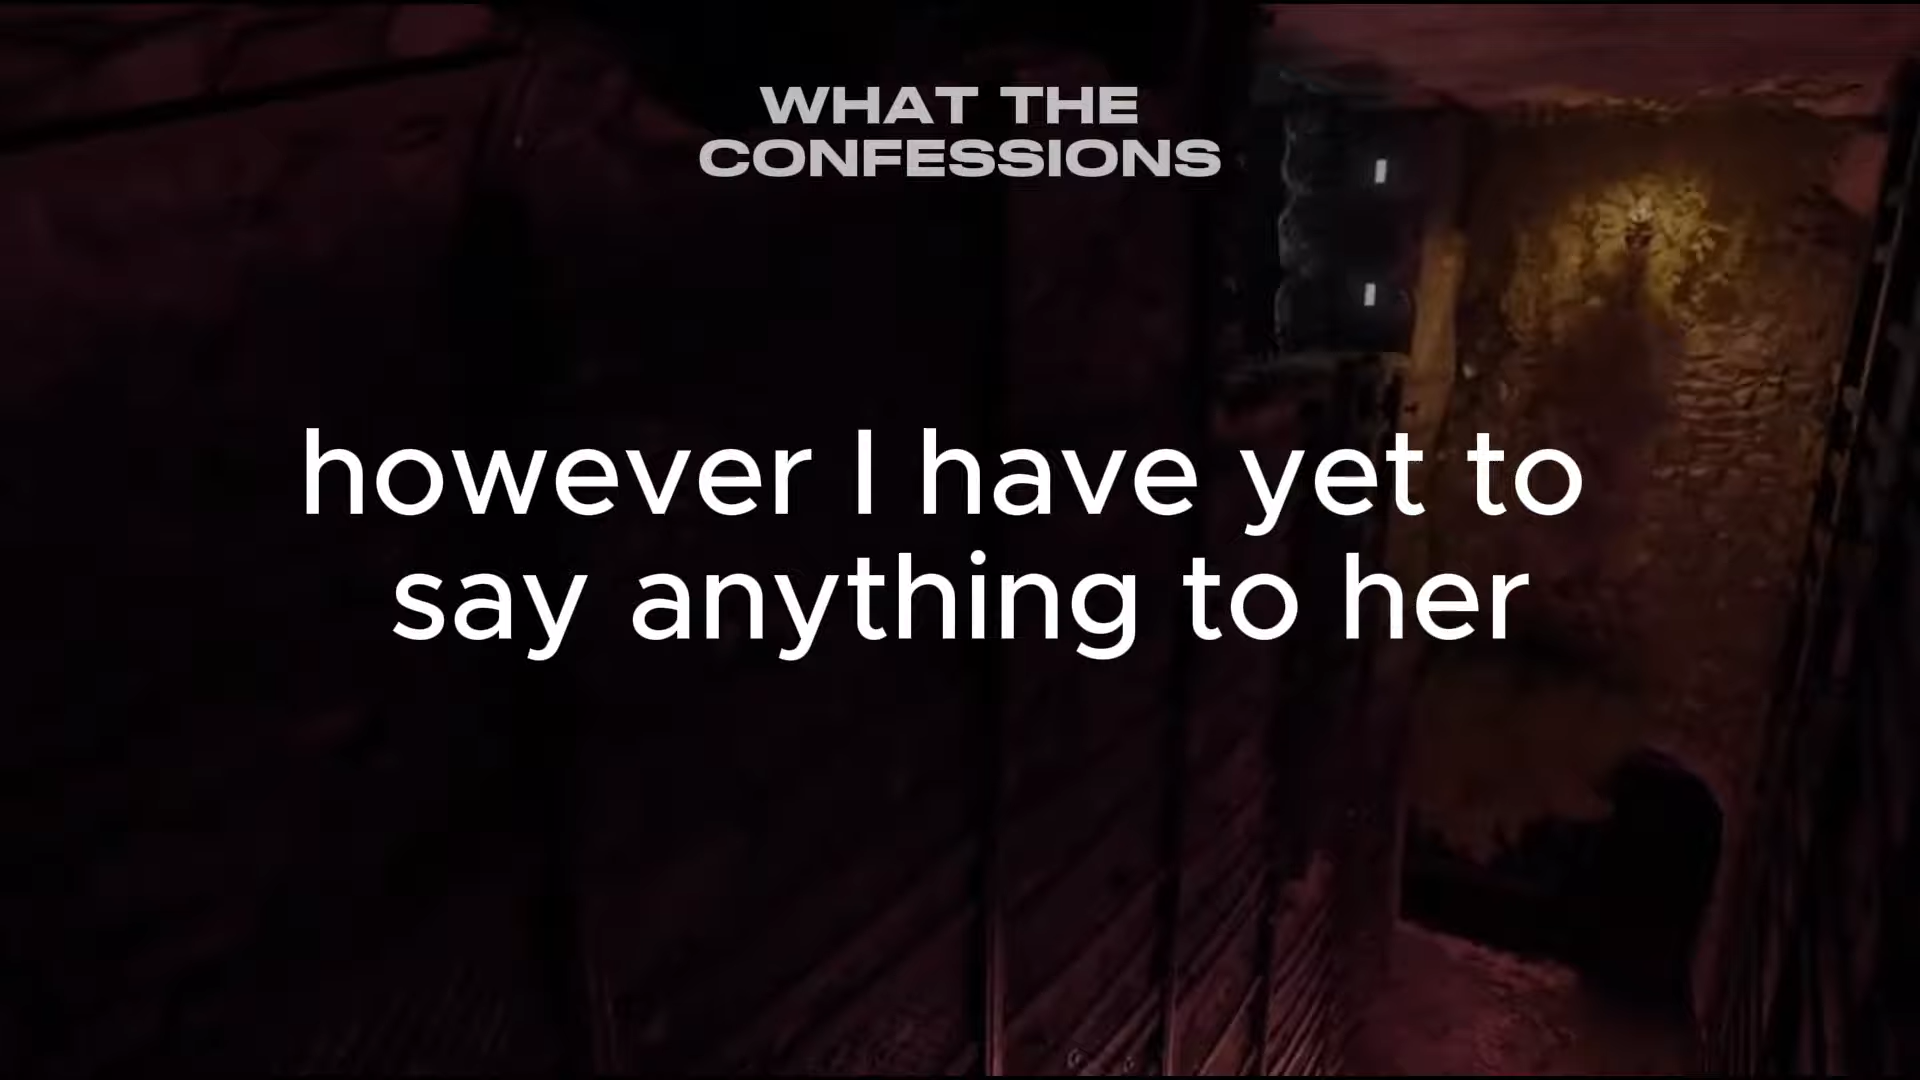 WHAT THE
CONFESSIONS
however I have yet to
say anything to her